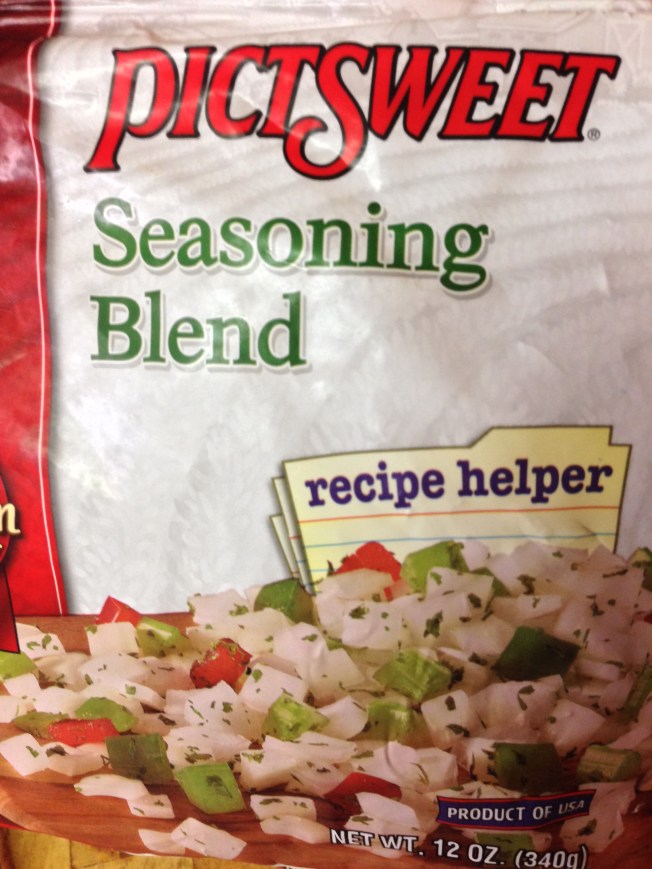 PICTSWEET®
Seasoning
Blend
recipe helper
n
PRODUCT OF USA
NET WT. 12 OZ. (340g)